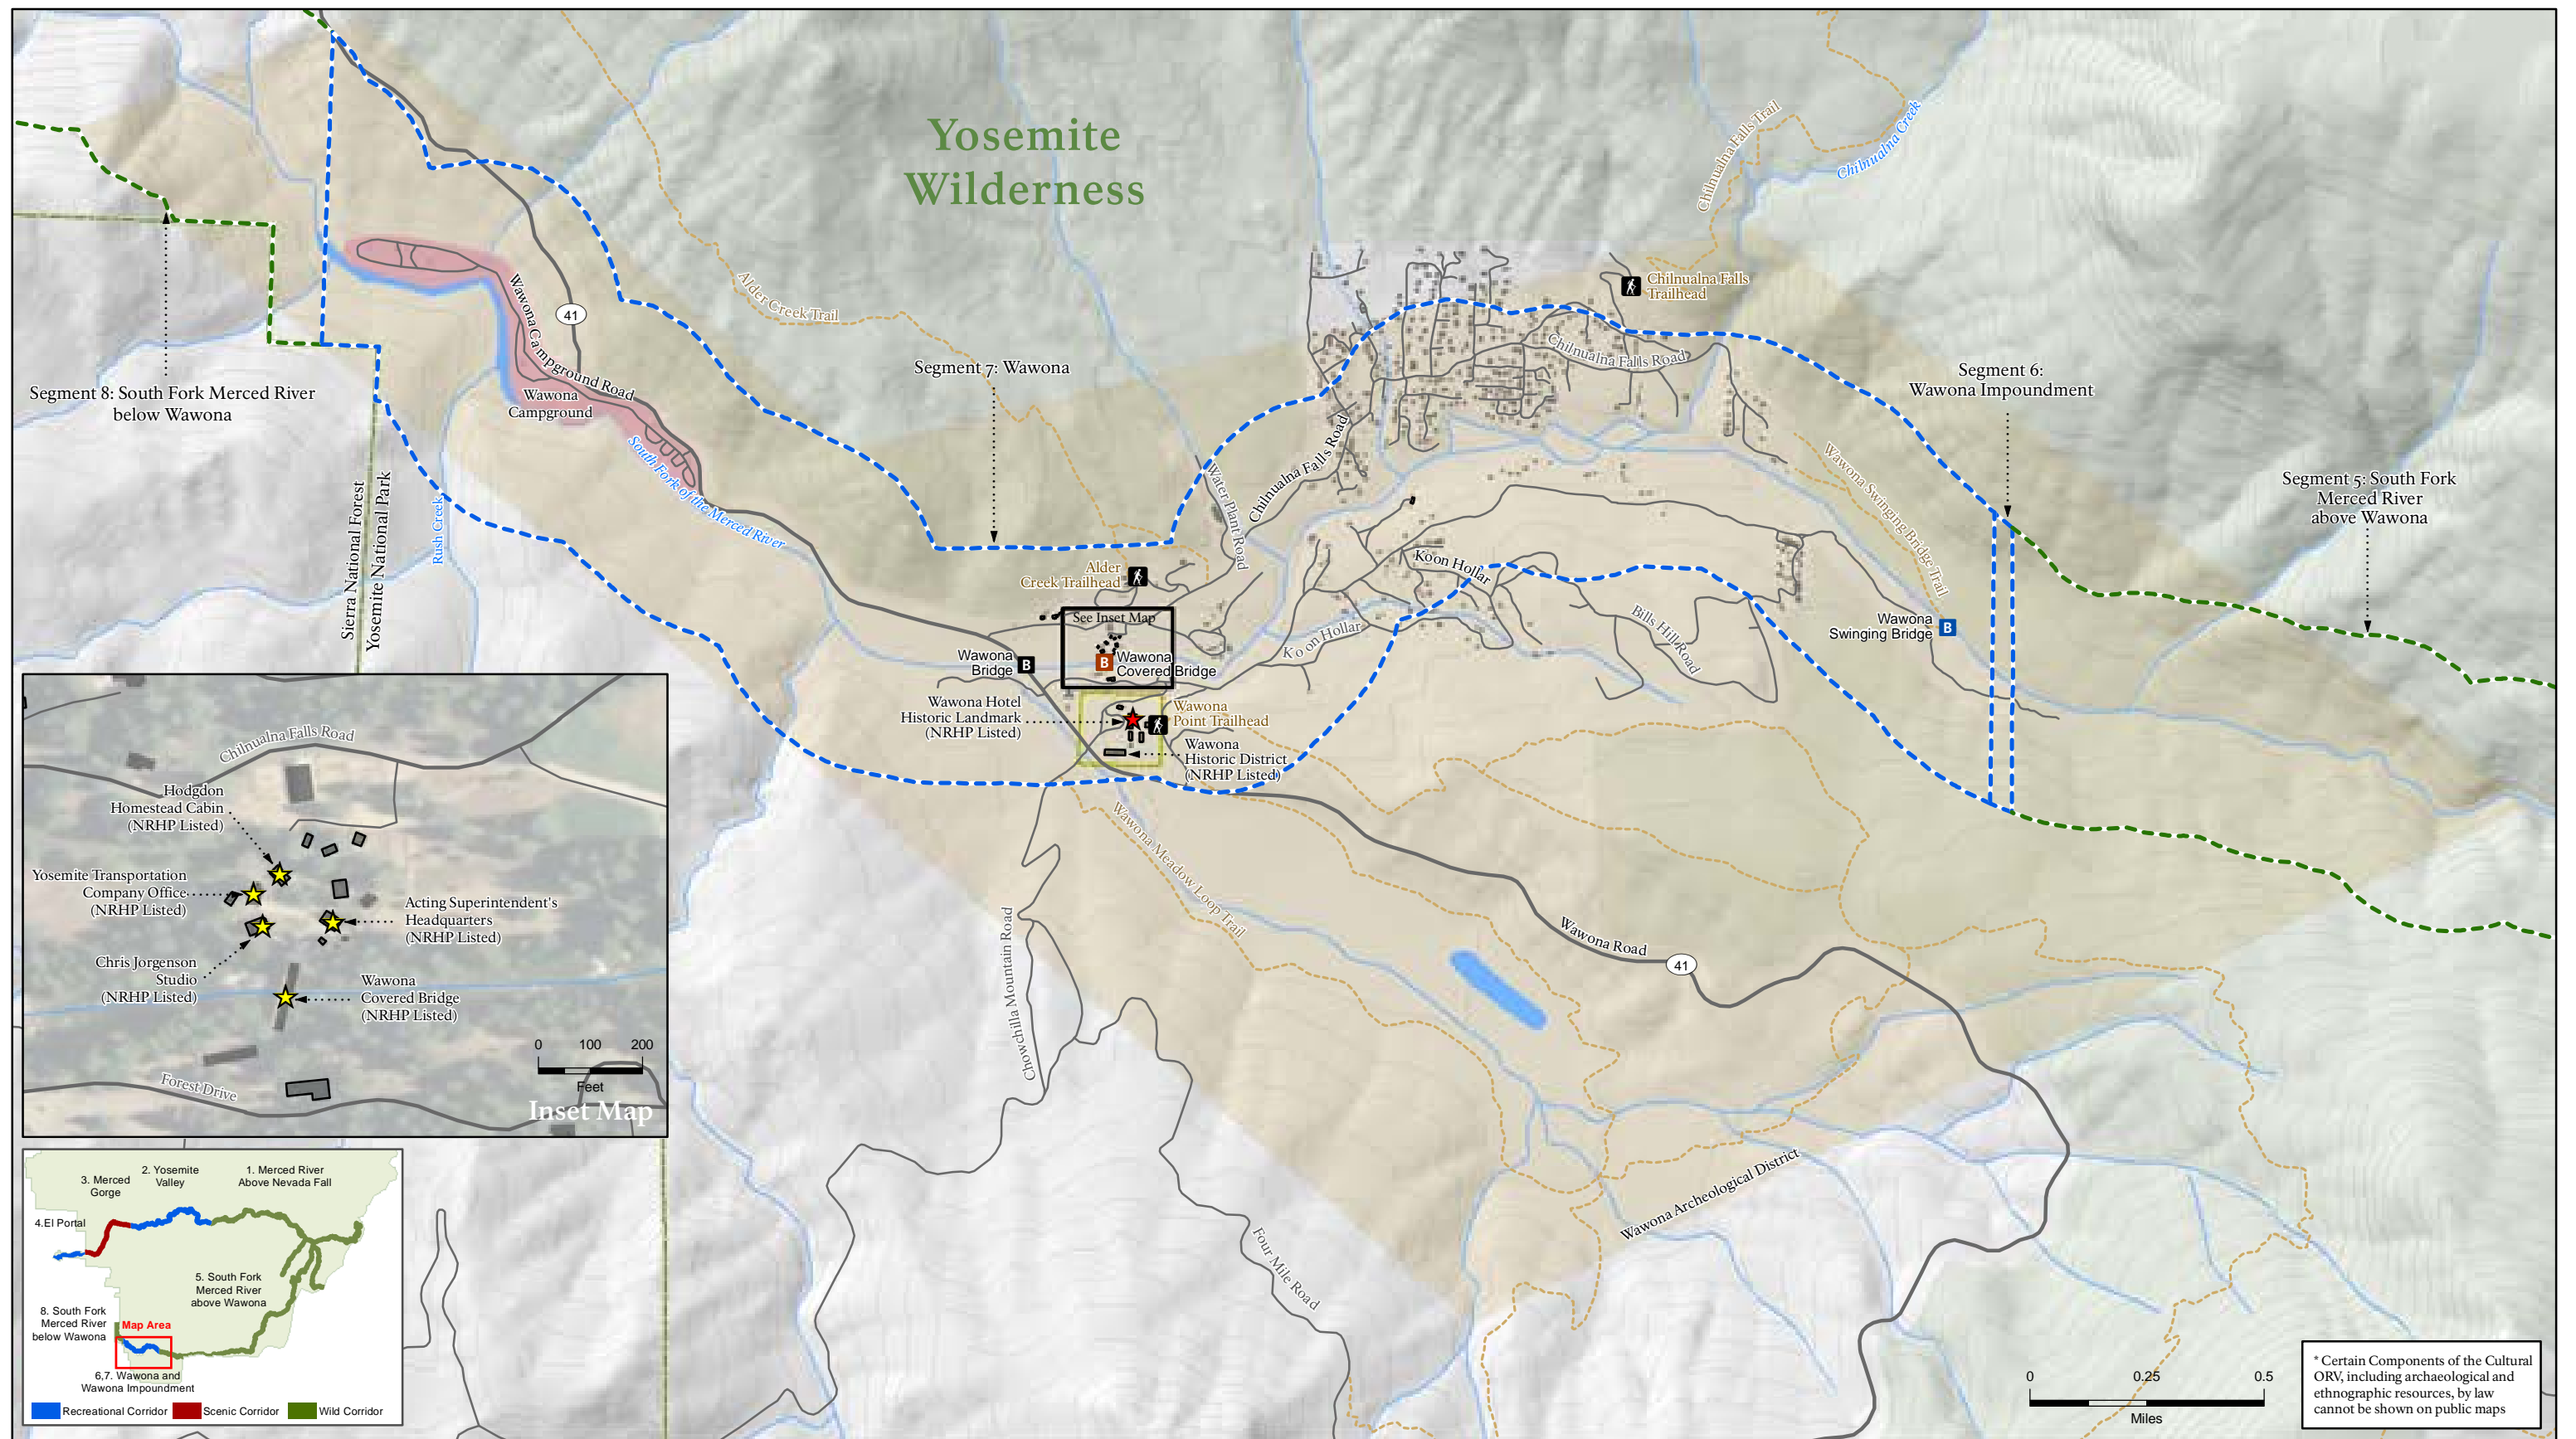 Yosemite
Wilderness
Chilnualna Falls Trail
Chilnualna Creek
Chilnualna Falls
Trailhead
Alder Creek Trail
41
Wawona Campground Road
Wawona
Campground
Segment 7: Wawona
Chilnualna Falls Road
Segment 6:
Wawona Impoundment
Segment 8: South Fork Merced River
below Wawona
South Fork of the Merced River
Chilnualna Falls Road
Water Plant Road
Wawona Swinging Bridge Trail
Segment 5: South Fork
Merced River
above Wawona
Sierra National Forest
Yosemite National Park
Rush Creek
Alder
Creek Trailhead
Koon Hollar
See Inset Map
Koon Hollar
Bills Hill Road
Wawona
Swinging Bridge
B
Wawona
Bridge
B
B
Wawona
Covered Bridge
Wawona Hotel
Historic Landmark
(NRHP Listed)
Wawona
Point Trailhead
Wawona
Historic District
(NRHP Listed)
Wawona Meadow Loop Trail
Chowchilla Mountain Road
Wawona Road
41
Wawona Archeological District
Four Mile Road
Chilnualna Falls Road
Hodgdon
Homestead Cabin
(NRHP Listed)
Yosemite Transportation
Company Office
(NRHP Listed)
Acting Superintendent's
Headquarters
(NRHP Listed)
Chris Jorgenson
Studio
(NRHP Listed)
Wawona
Covered Bridge
(NRHP Listed)
0 100 200
Feet
Forest Drive
Inset Map
1. Merced River
Above Nevada Fall
2. Yosemite
Valley
3. Merced
Gorge
4.El Portal
5. South Fork
Merced River
above Wawona
8. South Fork
Merced River
below Wawona
Map Area
6,7. Wawona and
Wawona Impoundment
Recreational Corridor
Scenic Corridor
Wild Corridor
0 0.25 0.5
Miles
* Certain Components of the Cultural
ORV, including archaeological and
ethnographic resources, by law
cannot be shown on public maps